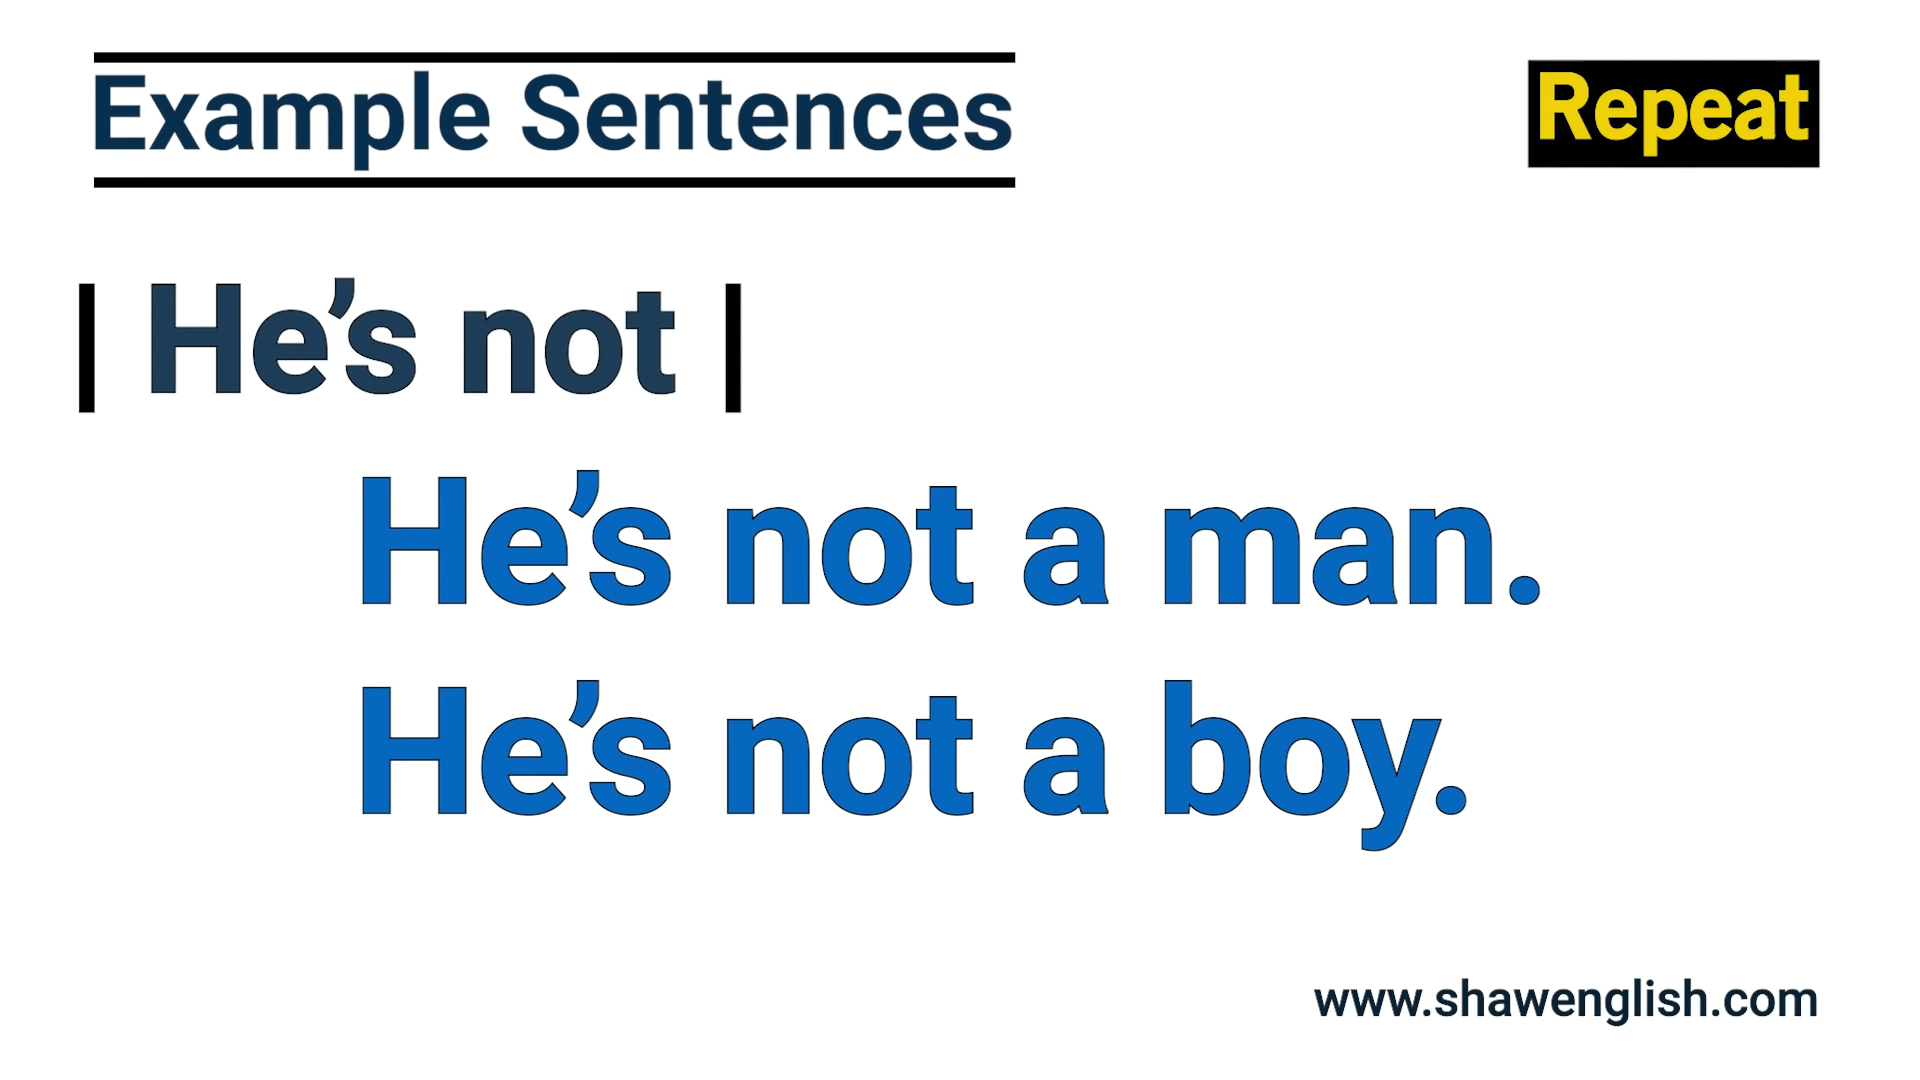 Example Sentences
Repeat
| He’s not |
He’s not a man.
He’s not a boy.
www.shawenglish.com